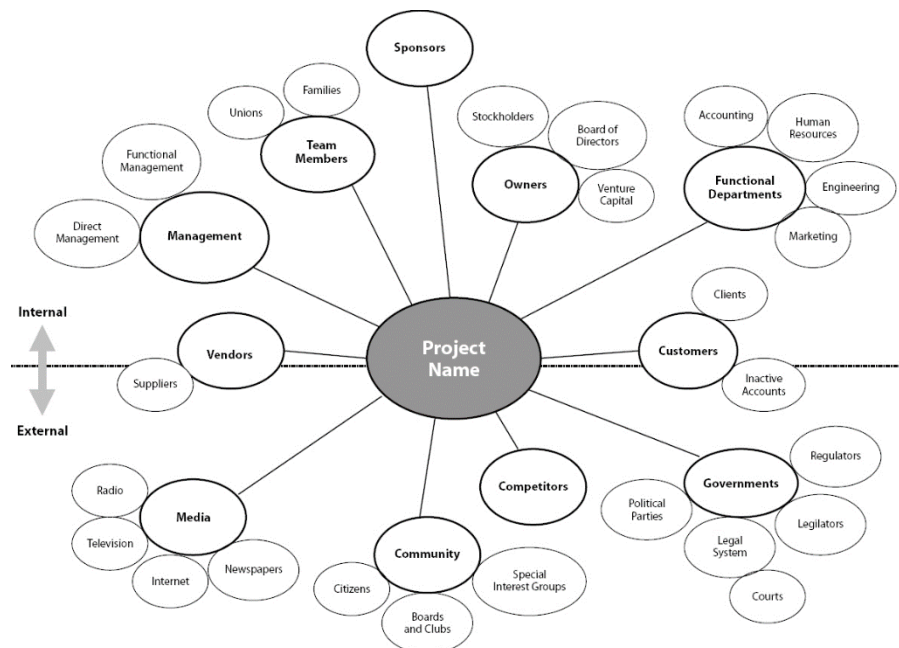 Sponsors
Families
Unions
Team
Members
Stockholders
Board of
Directors
Owners
Venture
Capital
Accounting
Human
Resources
Functional
Departments
Engineering
Marketing
Functional
Management
Direct
Management
Management
Clients
Internal
Vendors
Project
Name
Customers
Suppliers
Inactive
Accounts
External
Radio
Media
Television
Internet
Newspapers
Community
Citizens
Boards
and Clubs
Special
Interest Groups
Competitors
Governments
Regulators
Political
Parties
Legal
System
Legilators
Courts